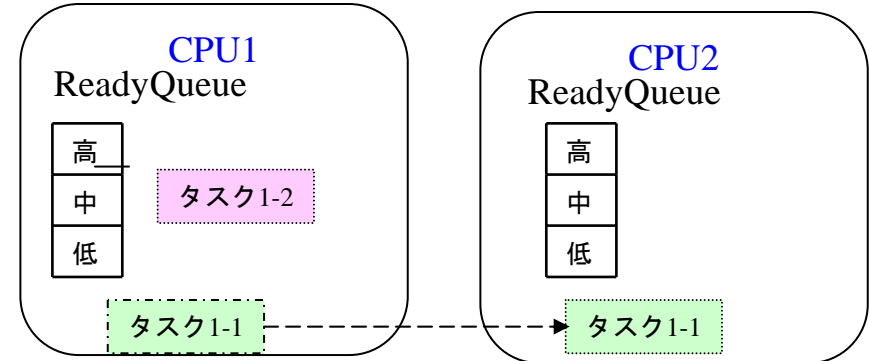 CPU1
ReadyQueue
高
中
低
タスク1-2
タスク1-1
CPU2
ReadyQueue
高
中
低
タスク1-1